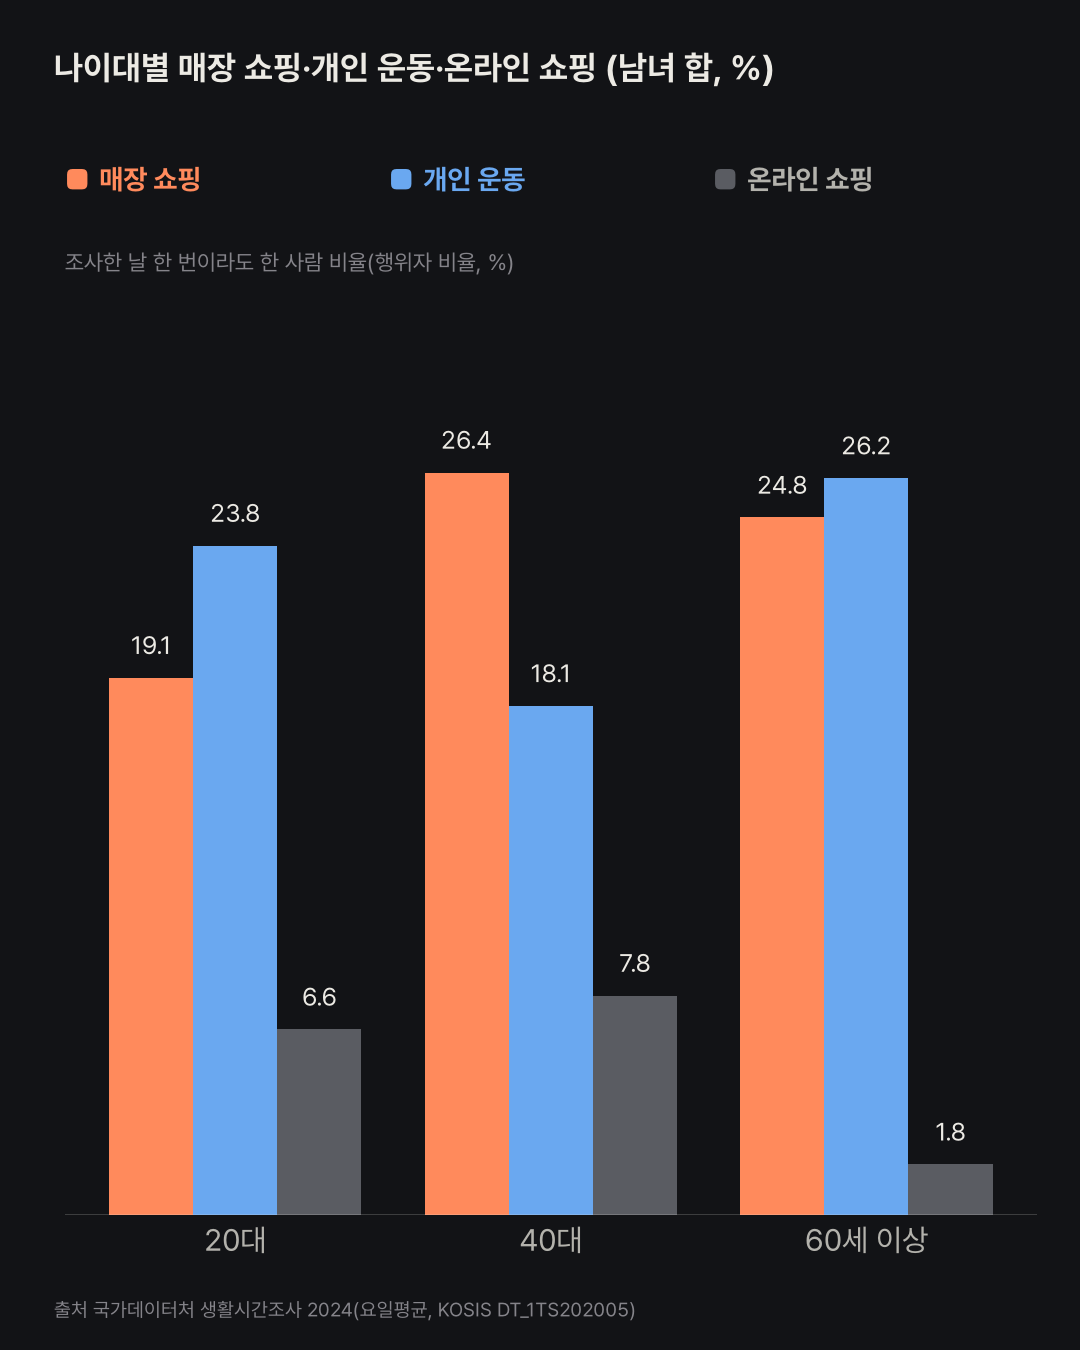 나이대별 매장 쇼핑·개인 운동·온라인 쇼핑 (남녀 합, %)
매장 쇼핑 개인 운동 온라인 쇼핑
조사한 날 한 번이라도 한 사람 비율(행위자 비율, %)
19.1 23.8 6.6
26.4 18.1 7.8
24.8 26.2 1.8
20대 40대 60세 이상
출처 국가데이터처 생활시간조사 2024(요일평균, KOSIS DT_1TS202005)